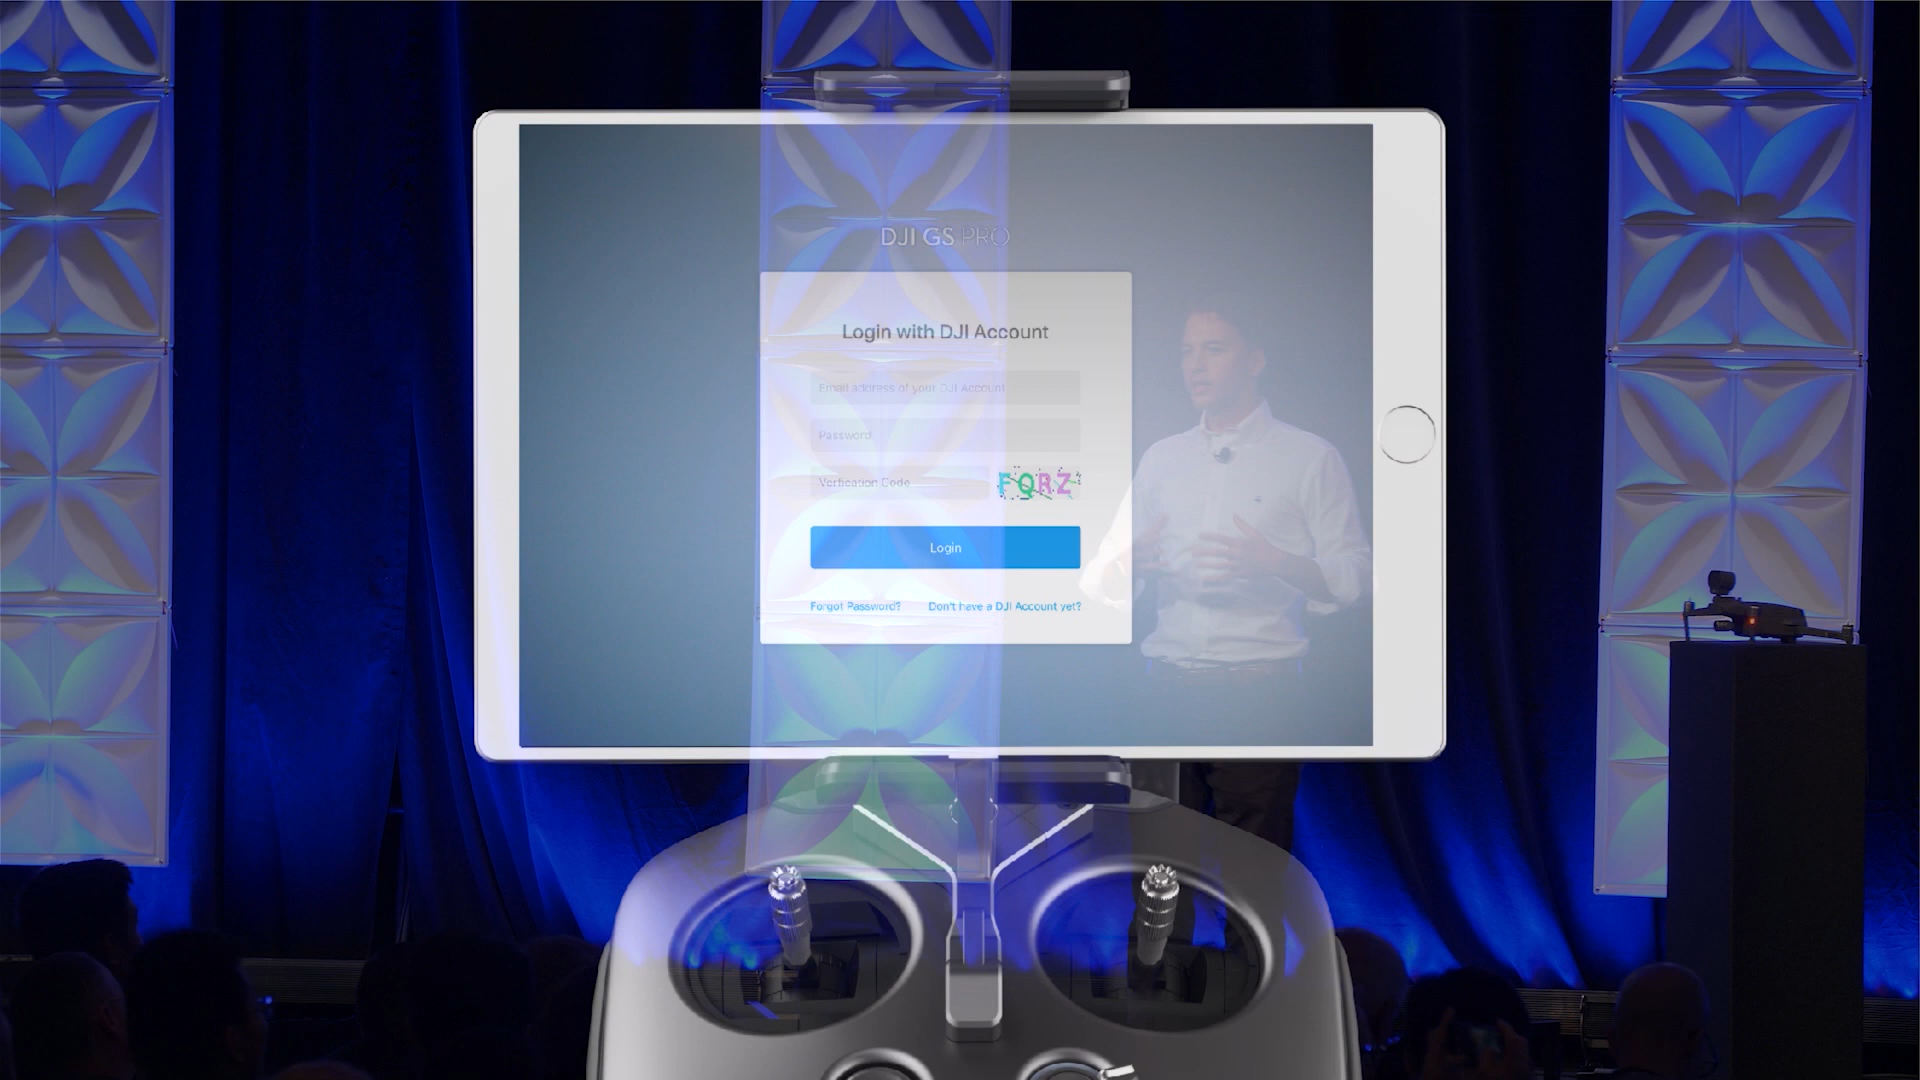 DJI GS PRO
Login with DJI Account
Email address of your DJI Account
Password
Verfication Code
FQRZ
Login
Forgot Password? Don't have a DJI Account yet?